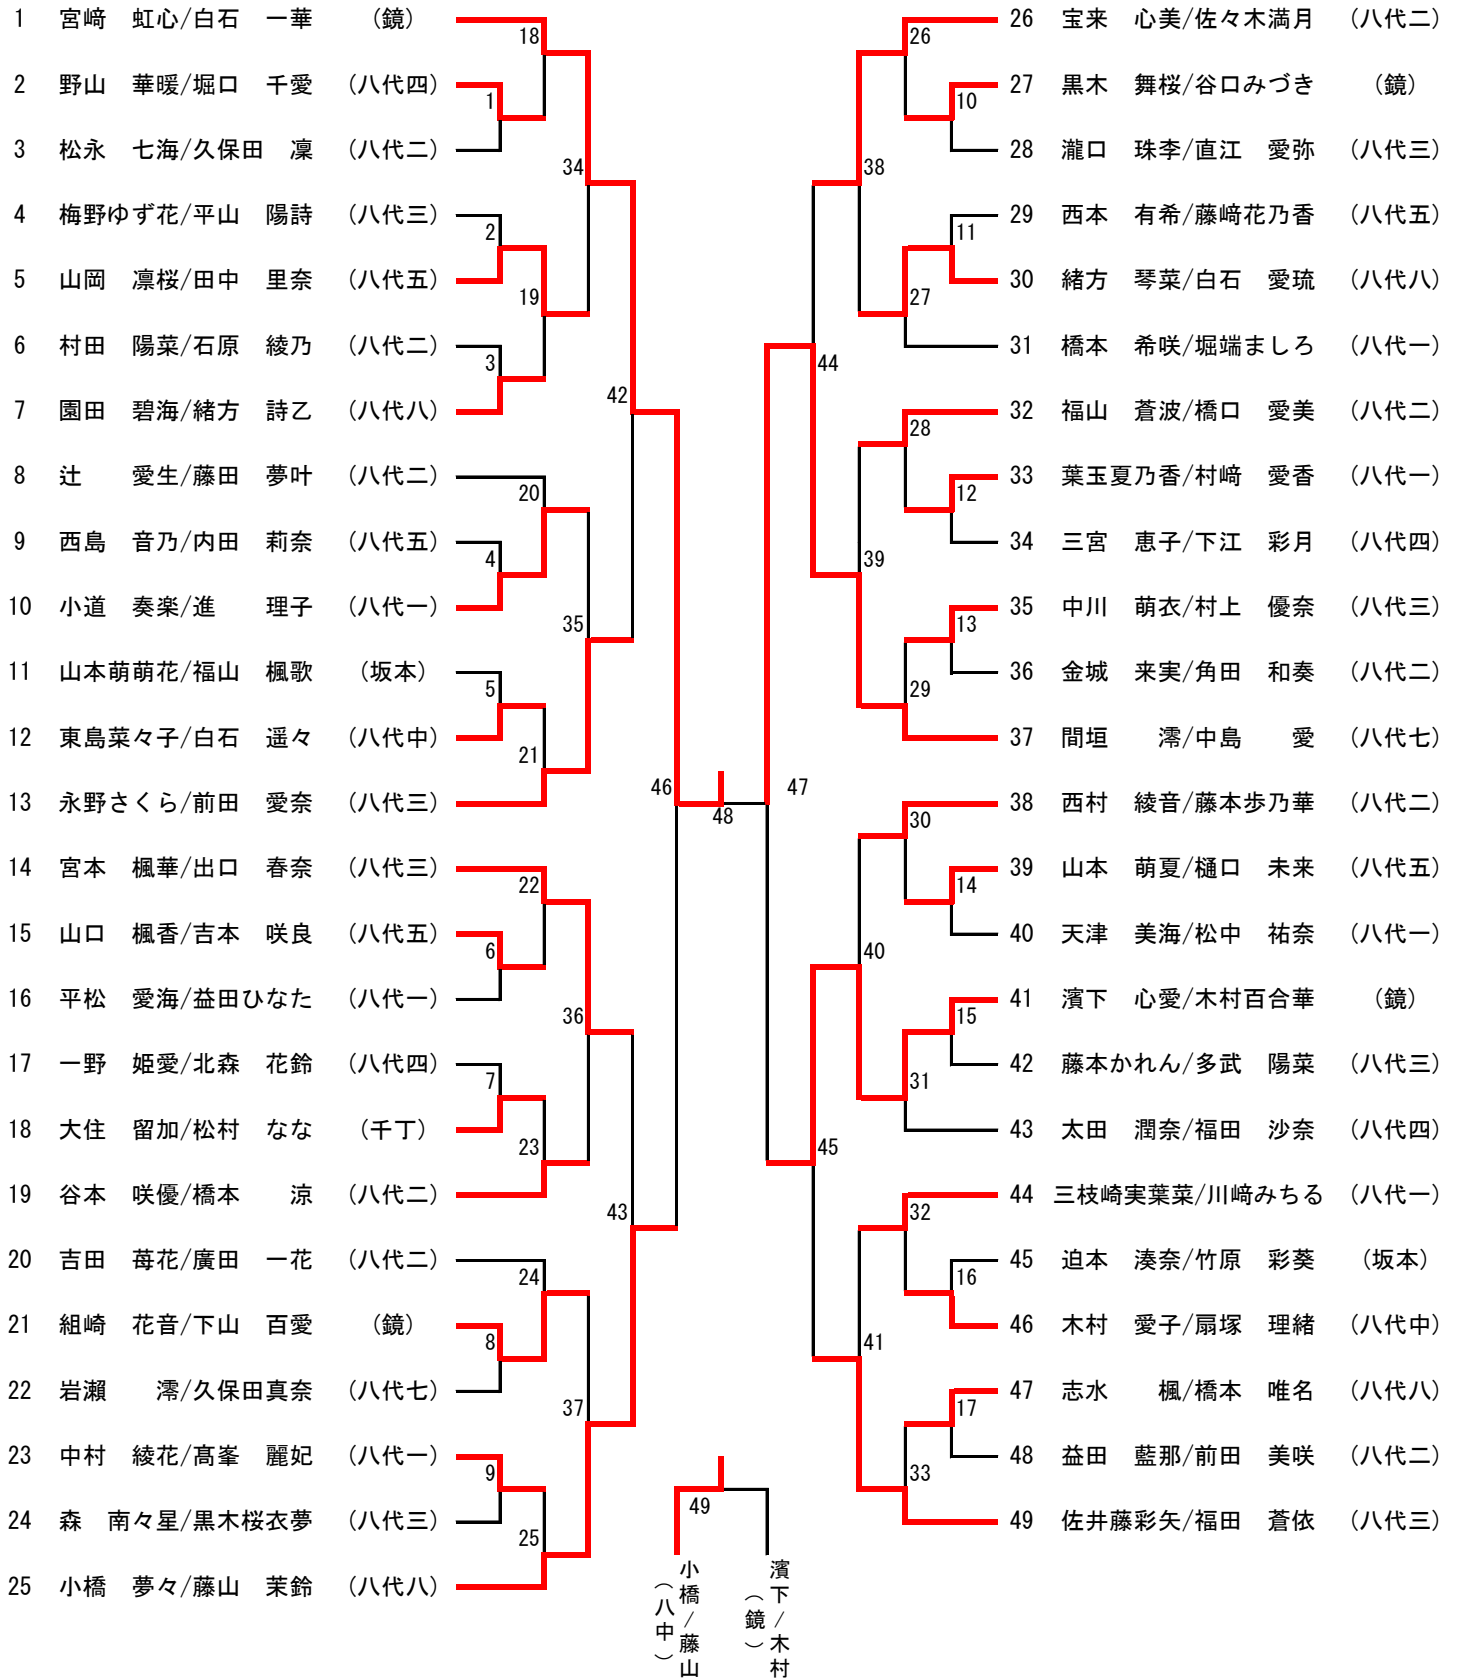 1 宮﨑 虹心/白石 一華 (鏡)
2 野山 華暖/堀口 千愛 (八代四)
3 松永 七海/久保田 凜 (八代二)
4 梅野ゆず花/平山 陽詩 (八代三)
5 山岡 凛桜/田中 里奈 (八代五)
6 村田 陽菜/石原 綾乃 (八代二)
7 園田 碧海/緒方 詩乙 (八代八)
8 辻 愛生/藤田 夢叶 (八代二)
9 西島 音乃/内田 莉奈 (八代五)
10 小道 奏楽/進 理子 (八代一)
11 山本萌萌花/福山 楓歌 (坂本)
12 東島菜々子/白石 遥々 (八代中)
13 永野さくら/前田 愛奈 (八代三)
14 宮本 楓華/出口 春奈 (八代三)
15 山口 楓香/吉本 咲良 (八代五)
16 平松 愛海/益田ひなた (八代一)
17 一野 姫愛/北森 花鈴 (八代四)
18 大住 留加/松村 なな (千丁)
19 谷本 咲優/橋本 涼 (八代二)
20 吉田 苺花/廣田 一花 (八代二)
21 組崎 花音/下山 百愛 (鏡)
22 岩瀬 澪/久保田真奈 (八代七)
23 中村 綾花/髙峯 麗妃 (八代一)
24 森 南々星/黒木桜衣夢 (八代三)
25 小橋 夢々/藤山 茉鈴 (八代八)
18
1
34
2
19
3
42
20
4
35
5
21
46
22
6
36
7
23
43
24
8
37
9
25
48
47
49
小橋/藤山
(八中)
濱下/木村
(鏡)
26
10
38
11
27
44
28
12
39
13
29
30
14
40
15
31
45
32
16
41
17
33
26 宝来 心美/佐々木満月 (八代二)
27 黒木 舞桜/谷口みづき (鏡)
28 瀧口 珠李/直江 愛弥 (八代三)
29 西本 有希/藤﨑花乃香 (八代五)
30 緒方 琴菜/白石 愛琉 (八代八)
31 橋本 希咲/堀端ましろ (八代一)
32 福山 蒼波/橋口 愛美 (八代二)
33 葉玉夏乃香/村﨑 愛香 (八代一)
34 三宮 恵子/下江 彩月 (八代四)
35 中川 萌衣/村上 優奈 (八代三)
36 金城 来実/角田 和奏 (八代二)
37 間垣 澪/中島 愛 (八代七)
38 西村 綾音/藤本歩乃華 (八代二)
39 山本 萌夏/樋口 未来 (八代五)
40 天津 美海/松中 祐奈 (八代一)
41 濱下 心愛/木村百合華 (鏡)
42 藤本かれん/多武 陽菜 (八代三)
43 太田 潤奈/福田 沙奈 (八代四)
44 三枝崎実葉菜/川﨑みちる (八代一)
45 迫本 湊奈/竹原 彩葵 (坂本)
46 木村 愛子/扇塚 理緒 (八代中)
47 志水 楓/橋本 唯名 (八代八)
48 益田 藍那/前田 美咲 (八代二)
49 佐井藤彩矢/福田 蒼依 (八代三)